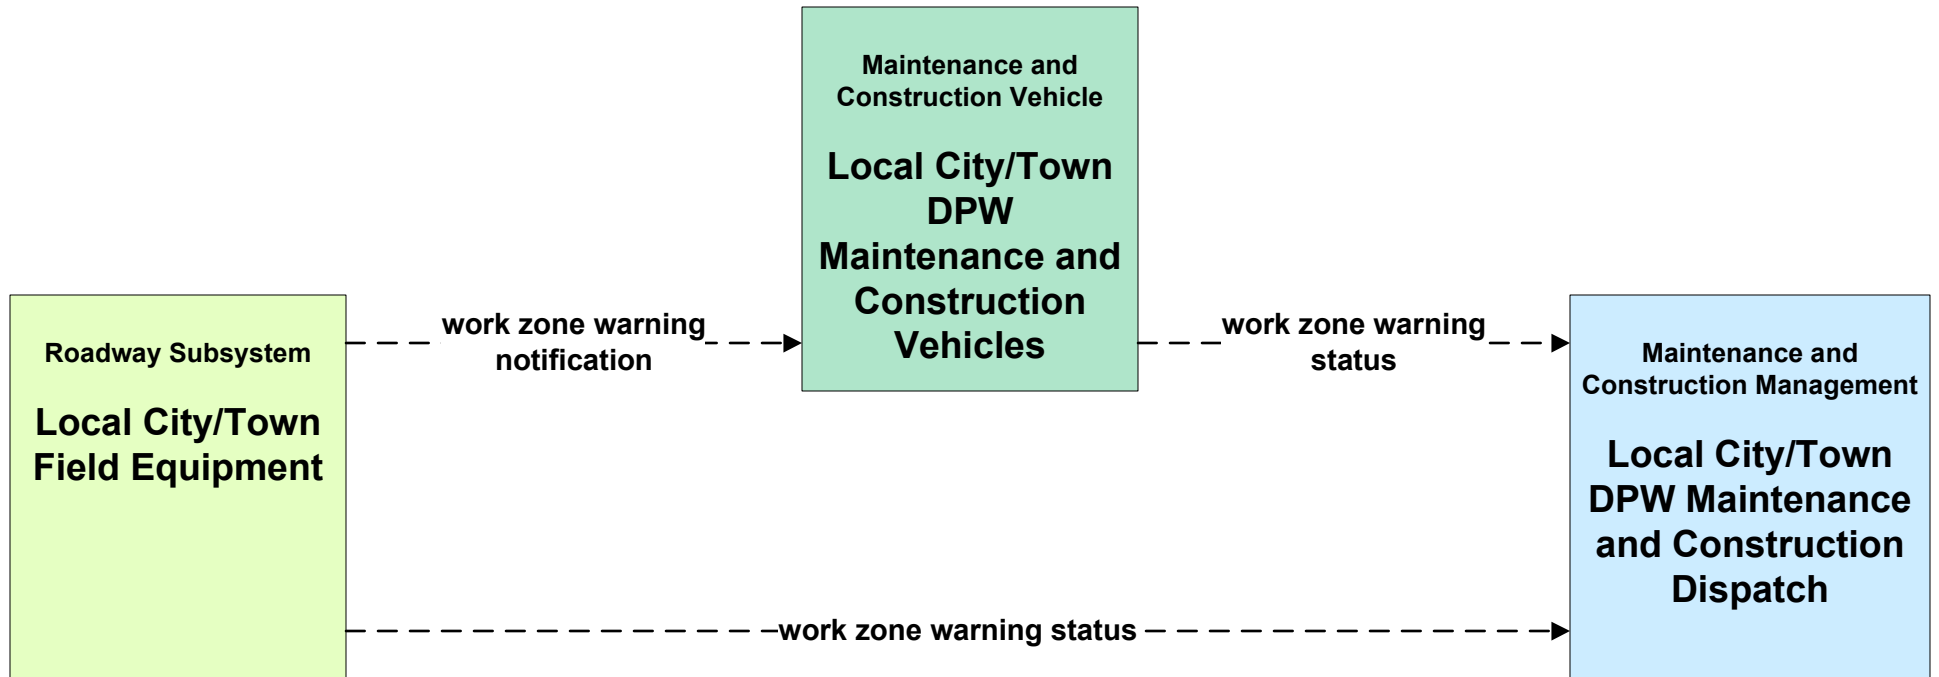 Maintenance and
Construction Vehicle
Local City/Town
DPW
Maintenance and
Construction
Vehicles
Roadway Subsystem
Local City/Town
Field Equipment
work zone warning
notification
work zone warning
status
Maintenance and
Construction Management
Local City/Town
DPW Maintenance
and Construction
Dispatch
work zone warning status